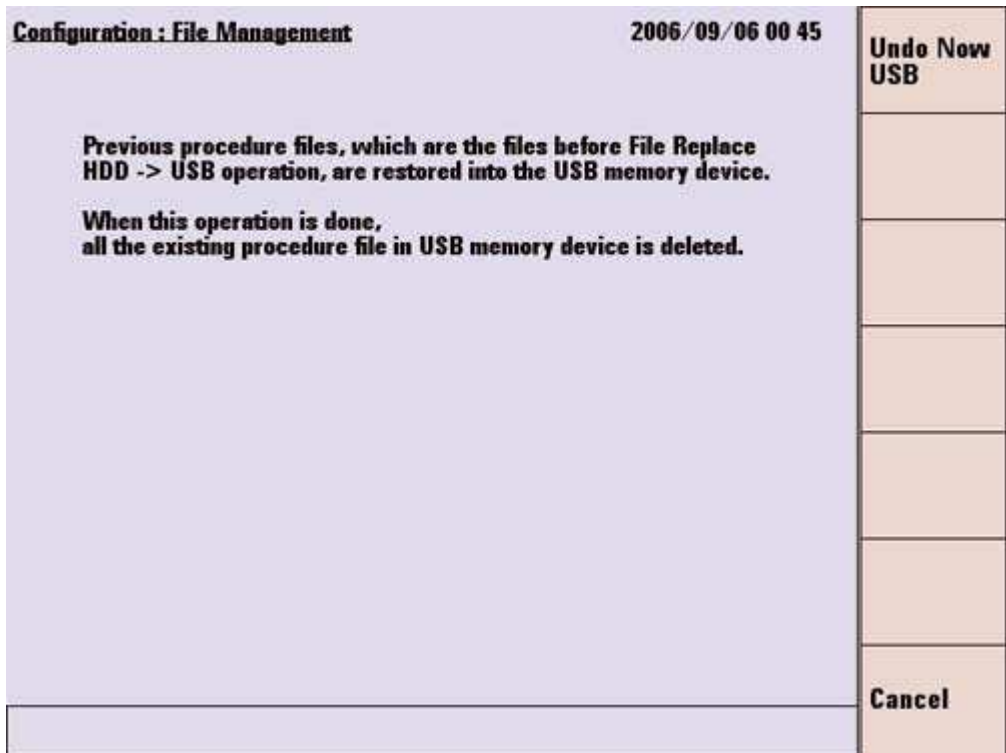 Configuration : File Management 2006/09/06 00 45
Undo Now
USB
Previous procedure files, which are the files before File Replace
HDD -> USB operation, are restored into the USB memory device.
When this operation is done,
all the existing procedure file in USB memory device is deleted.
Cancel